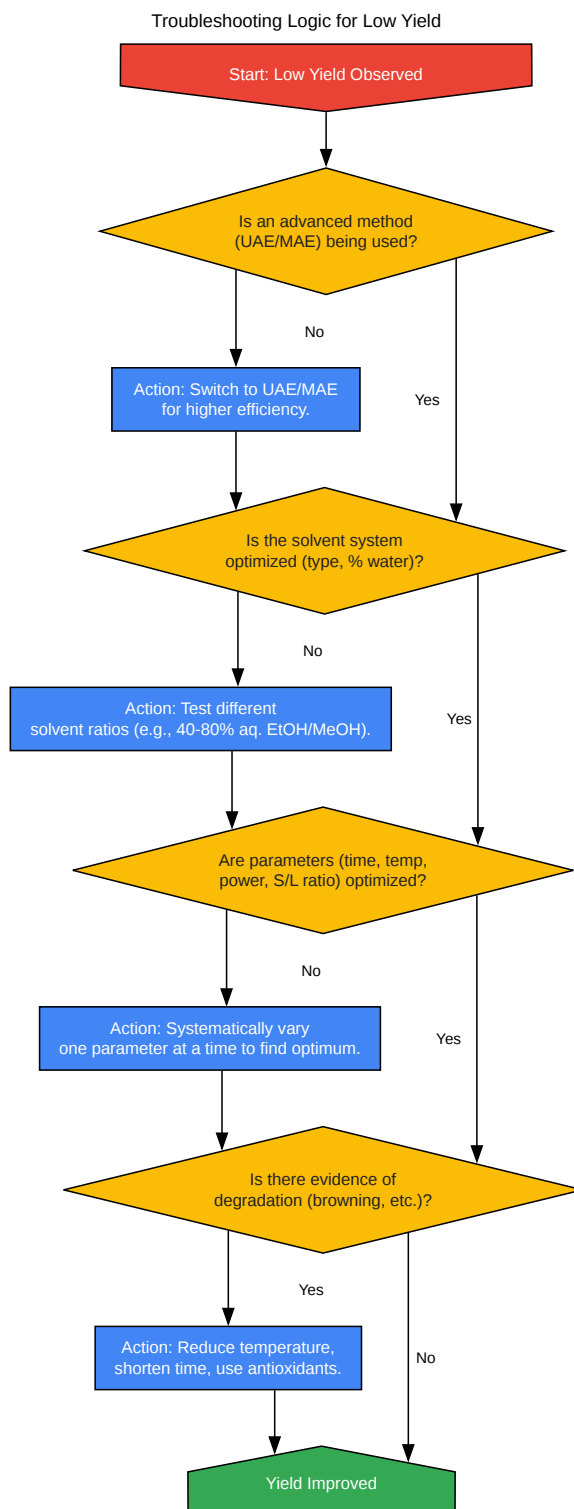 Troubleshooting Logic for Low Yield
Start: Low Yield Observed
Is an advanced method
(UAE/MAE) being used?
No
Action: Switch to UAE/MAE
for higher efficiency.
Yes
Is the solvent system
optimized (type, % water)?
No
Action: Test different
solvent ratios (e.g., 40-80% aq. EtOH/MeOH).
Yes
Are parameters (time, temp,
power, S/L ratio) optimized?
No
Action: Systematically vary
one parameter at a time to find optimum.
Yes
Is there evidence of
degradation (browning, etc.)?
Yes
Action: Reduce temperature,
shorten time, use antioxidants.
No
Yield Improved